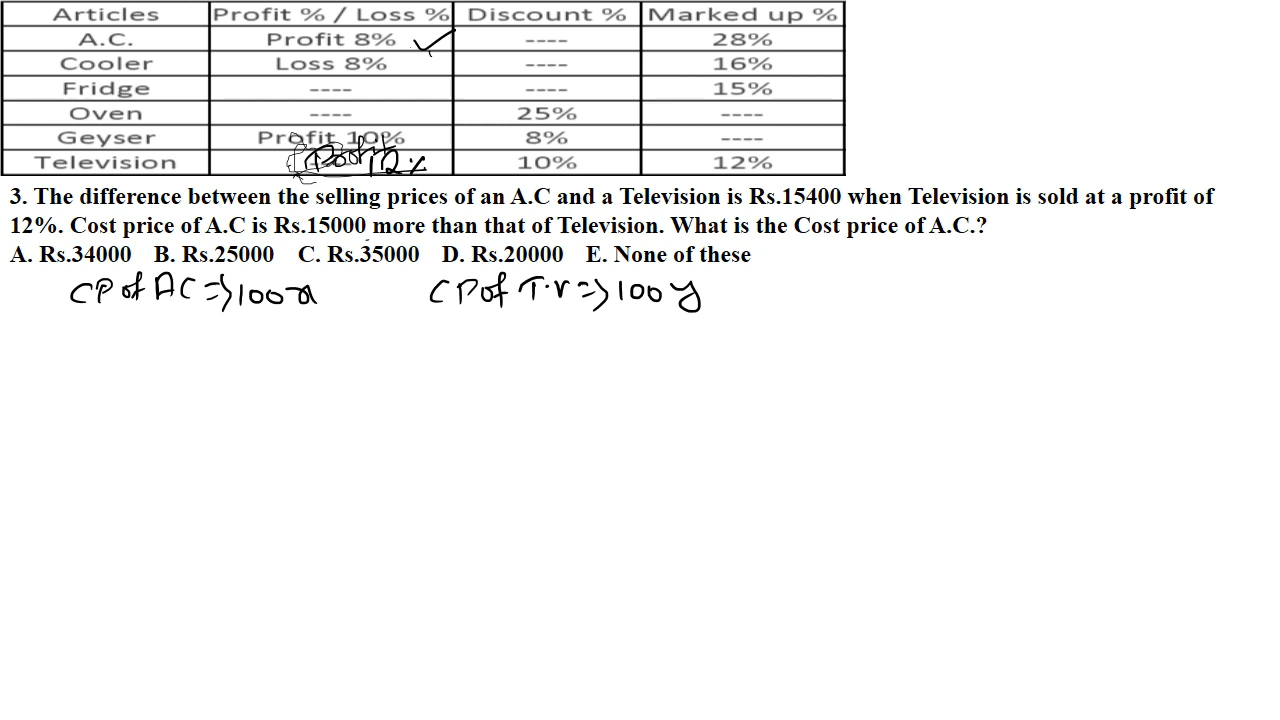 Articles Profit % / Loss % Discount % Marked up %
A.C. Profit 8% ---- 28%
Cooler Loss 8% ---- 16%
Fridge ---- ---- 15%
Oven ---- 25% ----
Geyser Profit 10% 8% ----
Television Profit 12% 10% 12%
3. The difference between the selling prices of an A.C and a Television is Rs.15400 when Television is sold at a profit of
12%. Cost price of A.C is Rs.15000 more than that of Television. What is the Cost price of A.C.?
A. Rs.34000 B. Rs.25000 C. Rs.35000 D. Rs.20000 E. None of these
CP of AC => 100x CP of T.V => 100y